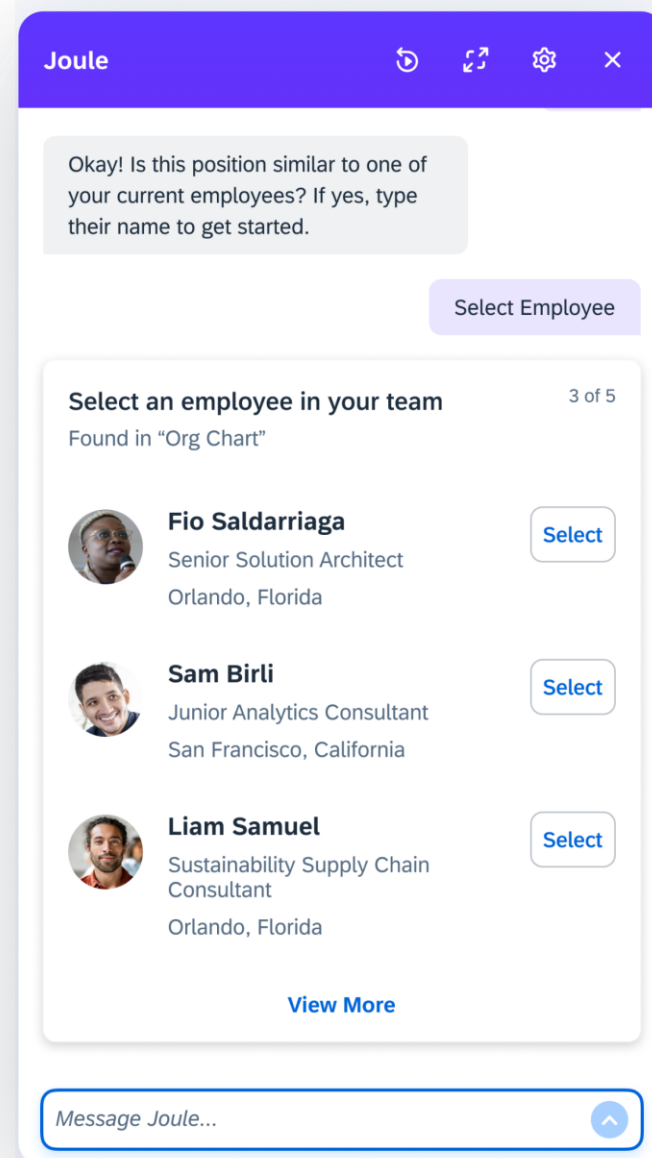 Joule
Okay! Is this position similar to one of
your current employees? If yes, type
their name to get started.
Select Employee
Select an employee in your team
3 of 5
Found in “Org Chart”
Fio Saldarriaga
Select
Senior Solution Architect
Orlando, Florida
Sam Birli
Select
Junior Analytics Consultant
San Francisco, California
Liam Samuel
Select
Sustainability Supply Chain
Consultant
Orlando, Florida
View More
Message Joule...